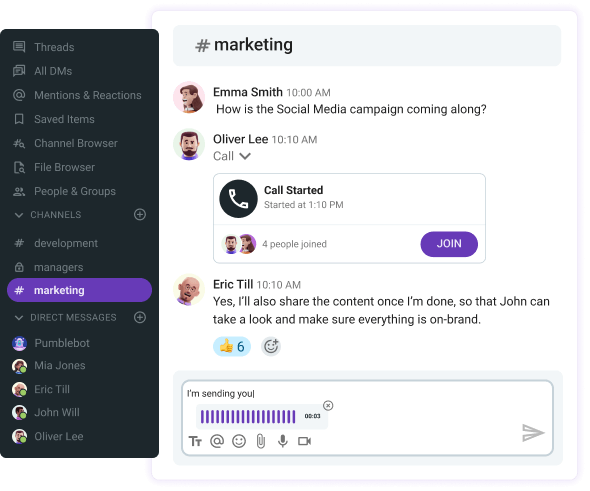 Threads
All DMs
Mentions & Reactions
Saved Items
Channel Browser
File Browser
People & Groups
CHANNELS
# development
managers
# marketing
DIRECT MESSAGES
Pumblebot
Mia Jones
Eric Till
John Will
Oliver Lee
# marketing
Emma Smith 10:00 AM
How is the Social Media campaign coming along?
Oliver Lee 10:10 AM
Call
Call Started
Started at 1:10 PM
4 people joined
JOIN
Eric Till 10:10 AM
Yes, I'll also share the content once I'm done, so that John can
take a look and make sure everything is on-brand.
👍 6
I'm sending you|
00:03
Tт @